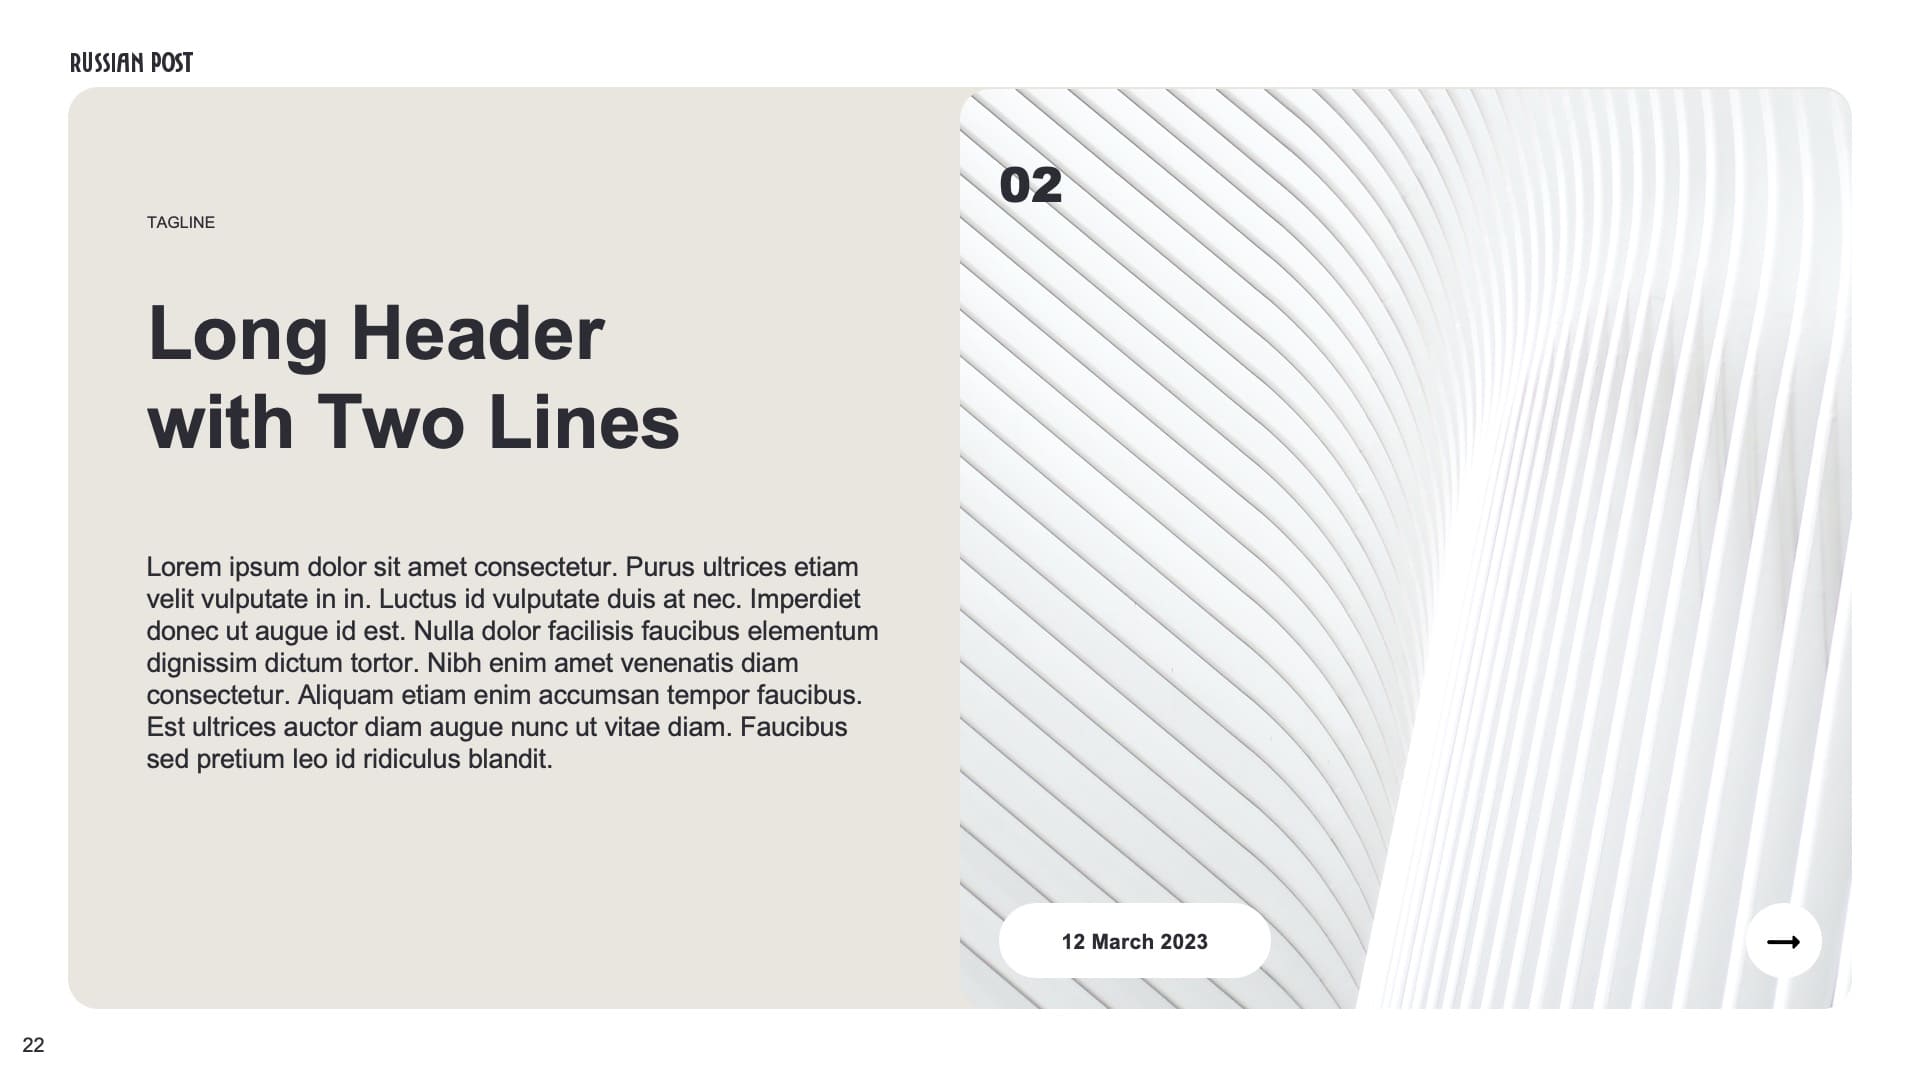 RUSSIAN POST
TAGLINE
Long Header
with Two Lines
Lorem ipsum dolor sit amet consectetur. Purus ultrices etiam
velit vulputate in in. Luctus id vulputate duis at nec. Imperdiet
donec ut augue id est. Nulla dolor facilisis faucibus elementum
dignissim dictum tortor. Nibh enim amet venenatis diam
consectetur. Aliquam etiam enim accumsan tempor faucibus.
Est ultrices auctor diam augue nunc ut vitae diam. Faucibus
sed pretium leo id ridiculus blandit.
02
12 March 2023
22